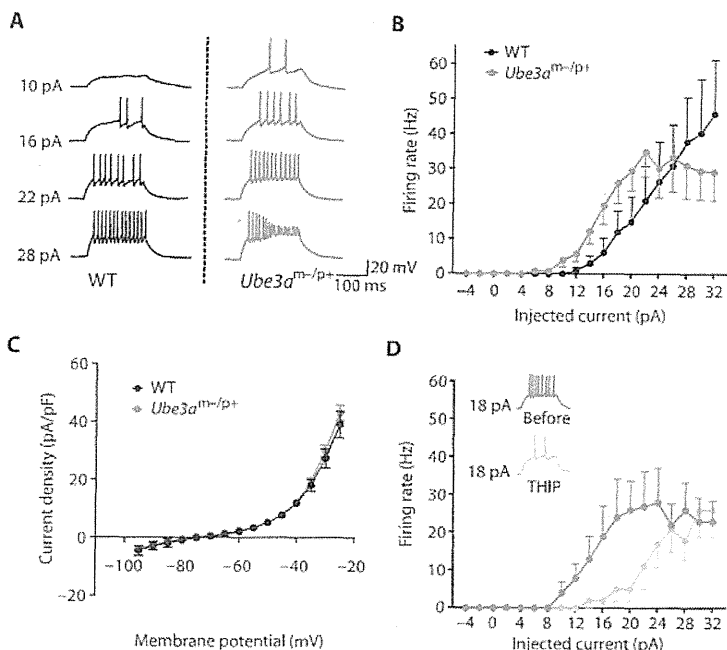 A
10 pA
16 pA
22 pA
28 pA
WT
Ube3a^m–/p+
20 mV
100 ms
B
WT
Ube3a^m–/p+
Firing rate (Hz)
60
50
40
30
20
10
0
–4 0 4 8 12 16 20 24 28 32
Injected current (pA)
C
WT
Ube3a^m–/p+
Current density (pA/pF)
60
40
20
0
–20
–100 –80 –60 –40 –20
Membrane potential (mV)
D
18 pA
Before
18 pA
THIP
Firing rate (Hz)
60
50
40
30
20
10
0
–4 0 4 8 12 16 20 24 28 32
Injected current (pA)